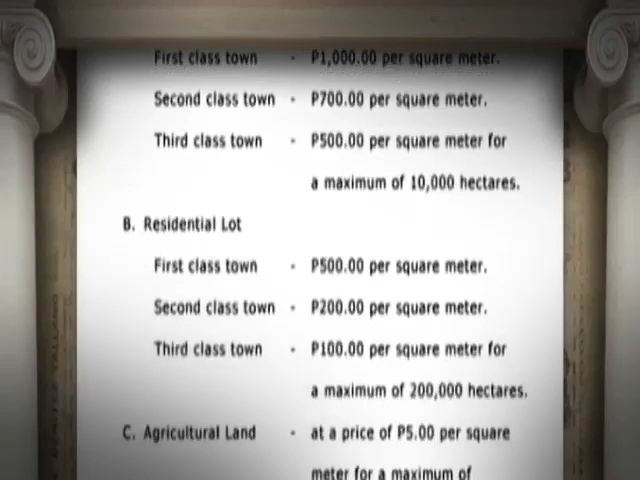 First class town - P1,000.00 per square meter.
Second class town - P700.00 per square meter.
Third class town - P500.00 per square meter for
a maximum of 10,000 hectares.
B. Residential Lot
First class town - P500.00 per square meter.
Second class town - P200.00 per square meter.
Third class town - P100.00 per square meter for
a maximum of 200,000 hectares.
C. Agricultural Land - at a price of P5.00 per square
meter for a maximum of